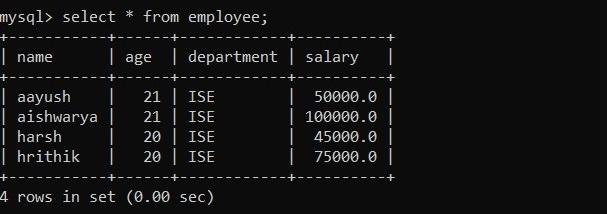 mysql> select * from employee;
+-----------+------+------------+----------+
| name      | age  | department | salary   |
+-----------+------+------------+----------+
| aayush    |   21 | ISE        |  50000.0 |
| aishwarya |   21 | ISE        | 100000.0 |
| harsh     |   20 | ISE        |  45000.0 |
| hrithik   |   20 | ISE        |  75000.0 |
+-----------+------+------------+----------+
4 rows in set (0.00 sec)